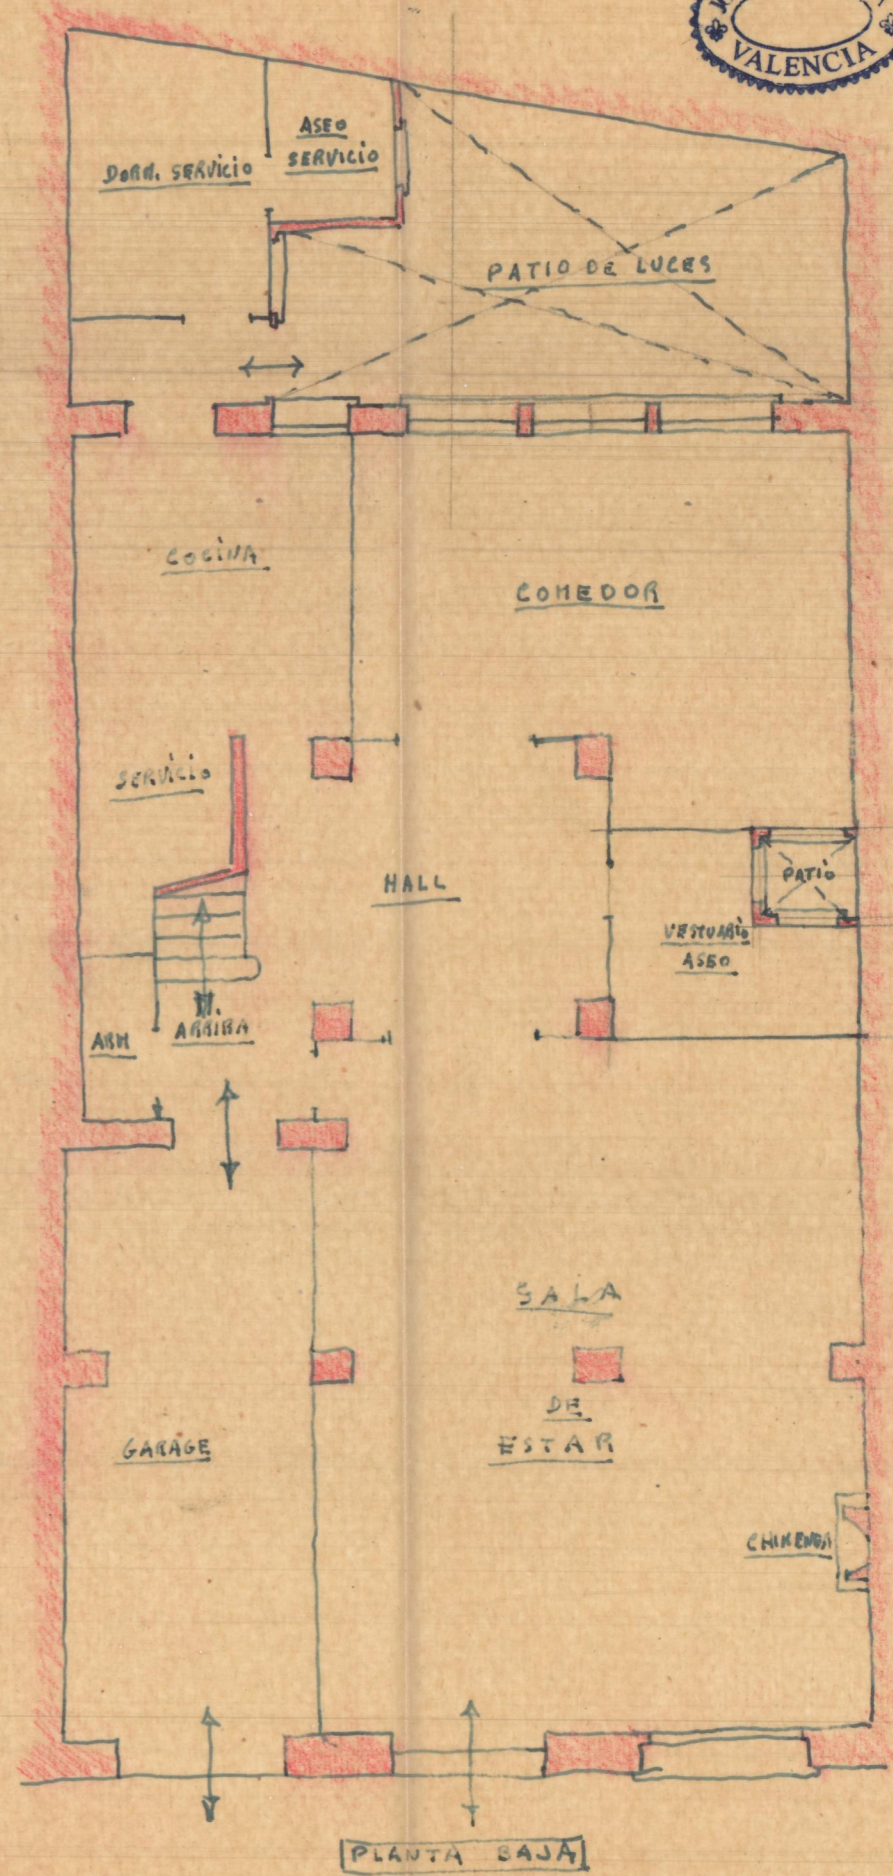 VALENCIA
ASEO
SERVICIO
DORM. SERVICIO
PATIO DE LUCES
COCINA
COMEDOR
SERVICIO
HALL
PATIO
VESTUARIO
ASEO
ARM
ARRIBA
SALA
DE
ESTAR
GARAGE
CHIMENEA
PLANTA BAJA